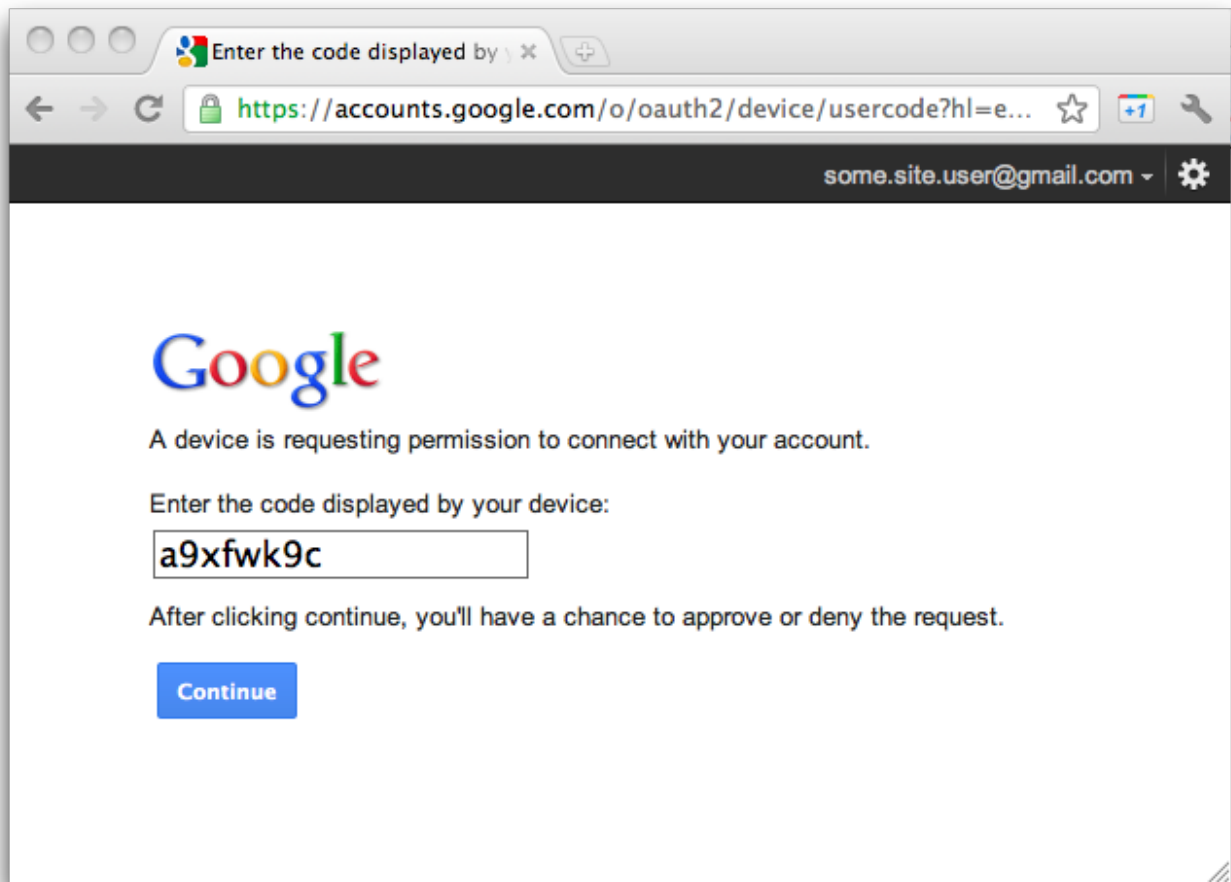 Enter the code displayed by
https://accounts.google.com/o/oauth2/device/usercode?hl=e...
+1
some.site.user@gmail.com
Google
A device is requesting permission to connect with your account.
Enter the code displayed by your device:
a9xfwk9c
After clicking continue, you'll have a chance to approve or deny the request.
Continue